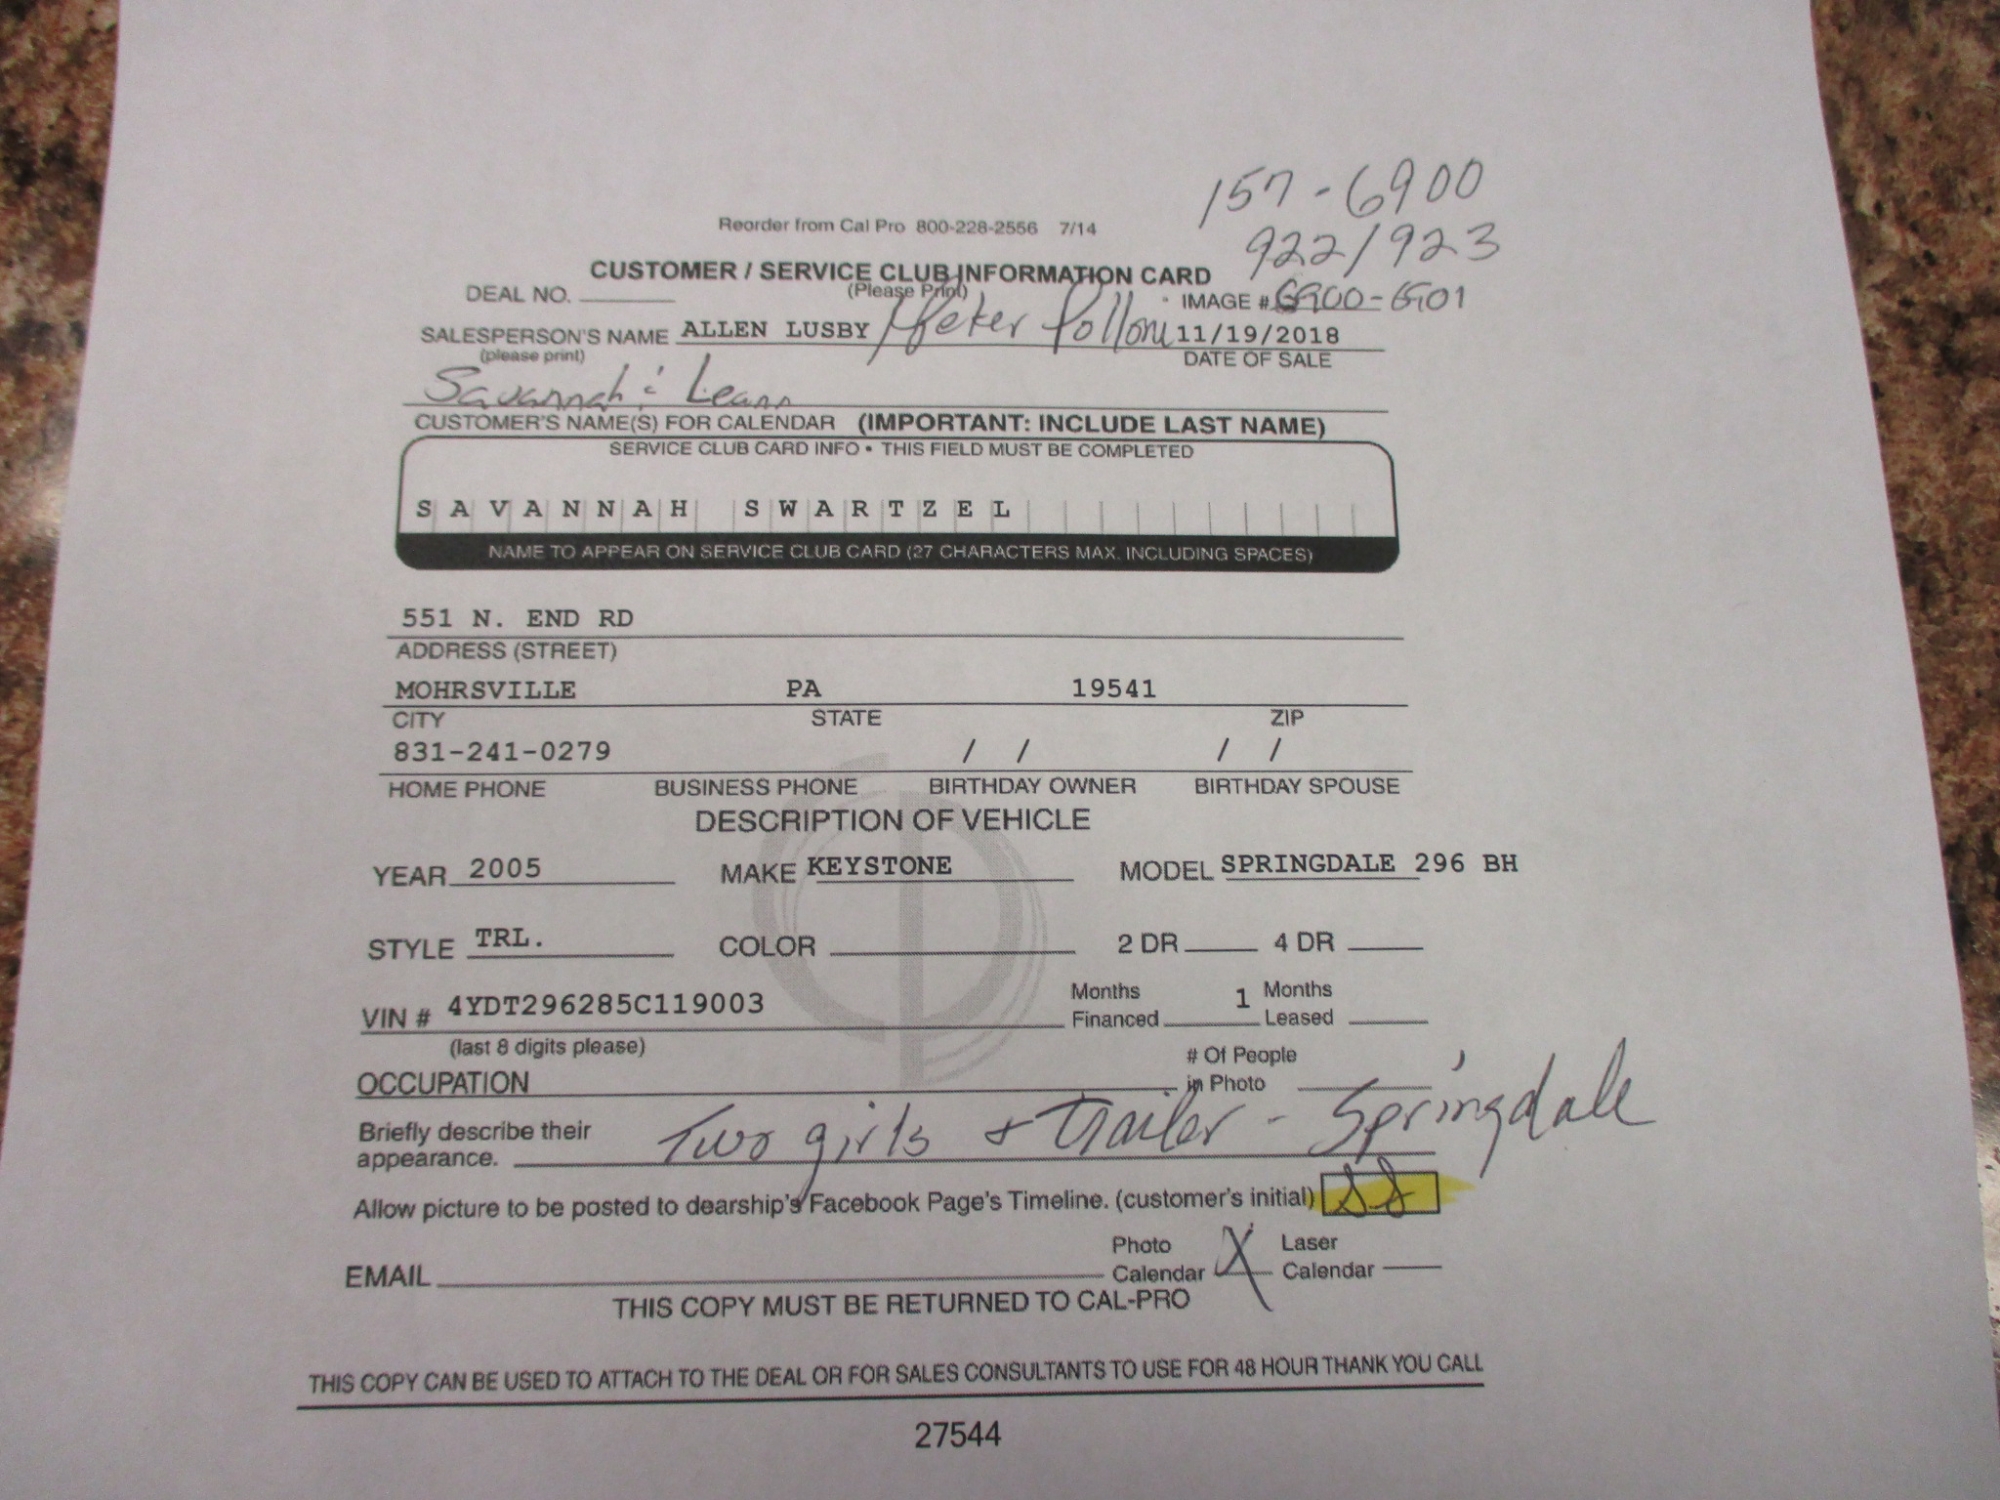 157-6900
Reorder from Cal Pro 800-228-2556 7/14
922/923
CUSTOMER / SERVICE CLUB INFORMATION CARD
(Please Print)
DEAL NO.
IMAGE # 6900-6901
SALESPERSON'S NAME ALLEN LUSBY / Peter Polloni 11/19/2018
(please print) DATE OF SALE
Savannah & Leann
CUSTOMER'S NAME(S) FOR CALENDAR (IMPORTANT: INCLUDE LAST NAME)
SERVICE CLUB CARD INFO • THIS FIELD MUST BE COMPLETED
SAVANNAH SWARTZEL
NAME TO APPEAR ON SERVICE CLUB CARD (27 CHARACTERS MAX. INCLUDING SPACES)
551 N. END RD
ADDRESS (STREET)
MOHRSVILLE PA 19541
CITY STATE ZIP
831-241-0279 / / / /
HOME PHONE BUSINESS PHONE BIRTHDAY OWNER BIRTHDAY SPOUSE
DESCRIPTION OF VEHICLE
YEAR 2005 MAKE KEYSTONE MODEL SPRINGDALE 296 BH
STYLE TRL. COLOR 2 DR 4 DR
VIN # 4YDT296285C119003 Months Financed 1 Months Leased
(last 8 digits please)
OCCUPATION # Of People in Photo
Briefly describe their appearance. Two girls & trailer - Springdale
Allow picture to be posted to dearship's Facebook Page's Timeline. (customer's initial) SS
EMAIL Photo Calendar X Laser Calendar
THIS COPY MUST BE RETURNED TO CAL-PRO
THIS COPY CAN BE USED TO ATTACH TO THE DEAL OR FOR SALES CONSULTANTS TO USE FOR 48 HOUR THANK YOU CALL
27544